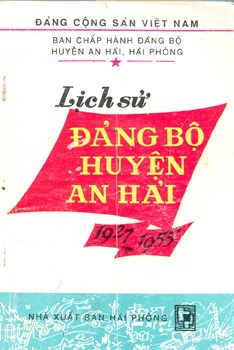 ĐẢNG CỘNG SẢN VIỆT NAM
BAN CHẤP HÀNH ĐẢNG BỘ
HUYỆN AN HẢI, HẢI PHÒNG
Lịch sử
ĐẢNG BỘ
HUYỆN
AN HẢI
1927 1955
NHÀ XUẤT BẢN HẢI PHÒNG